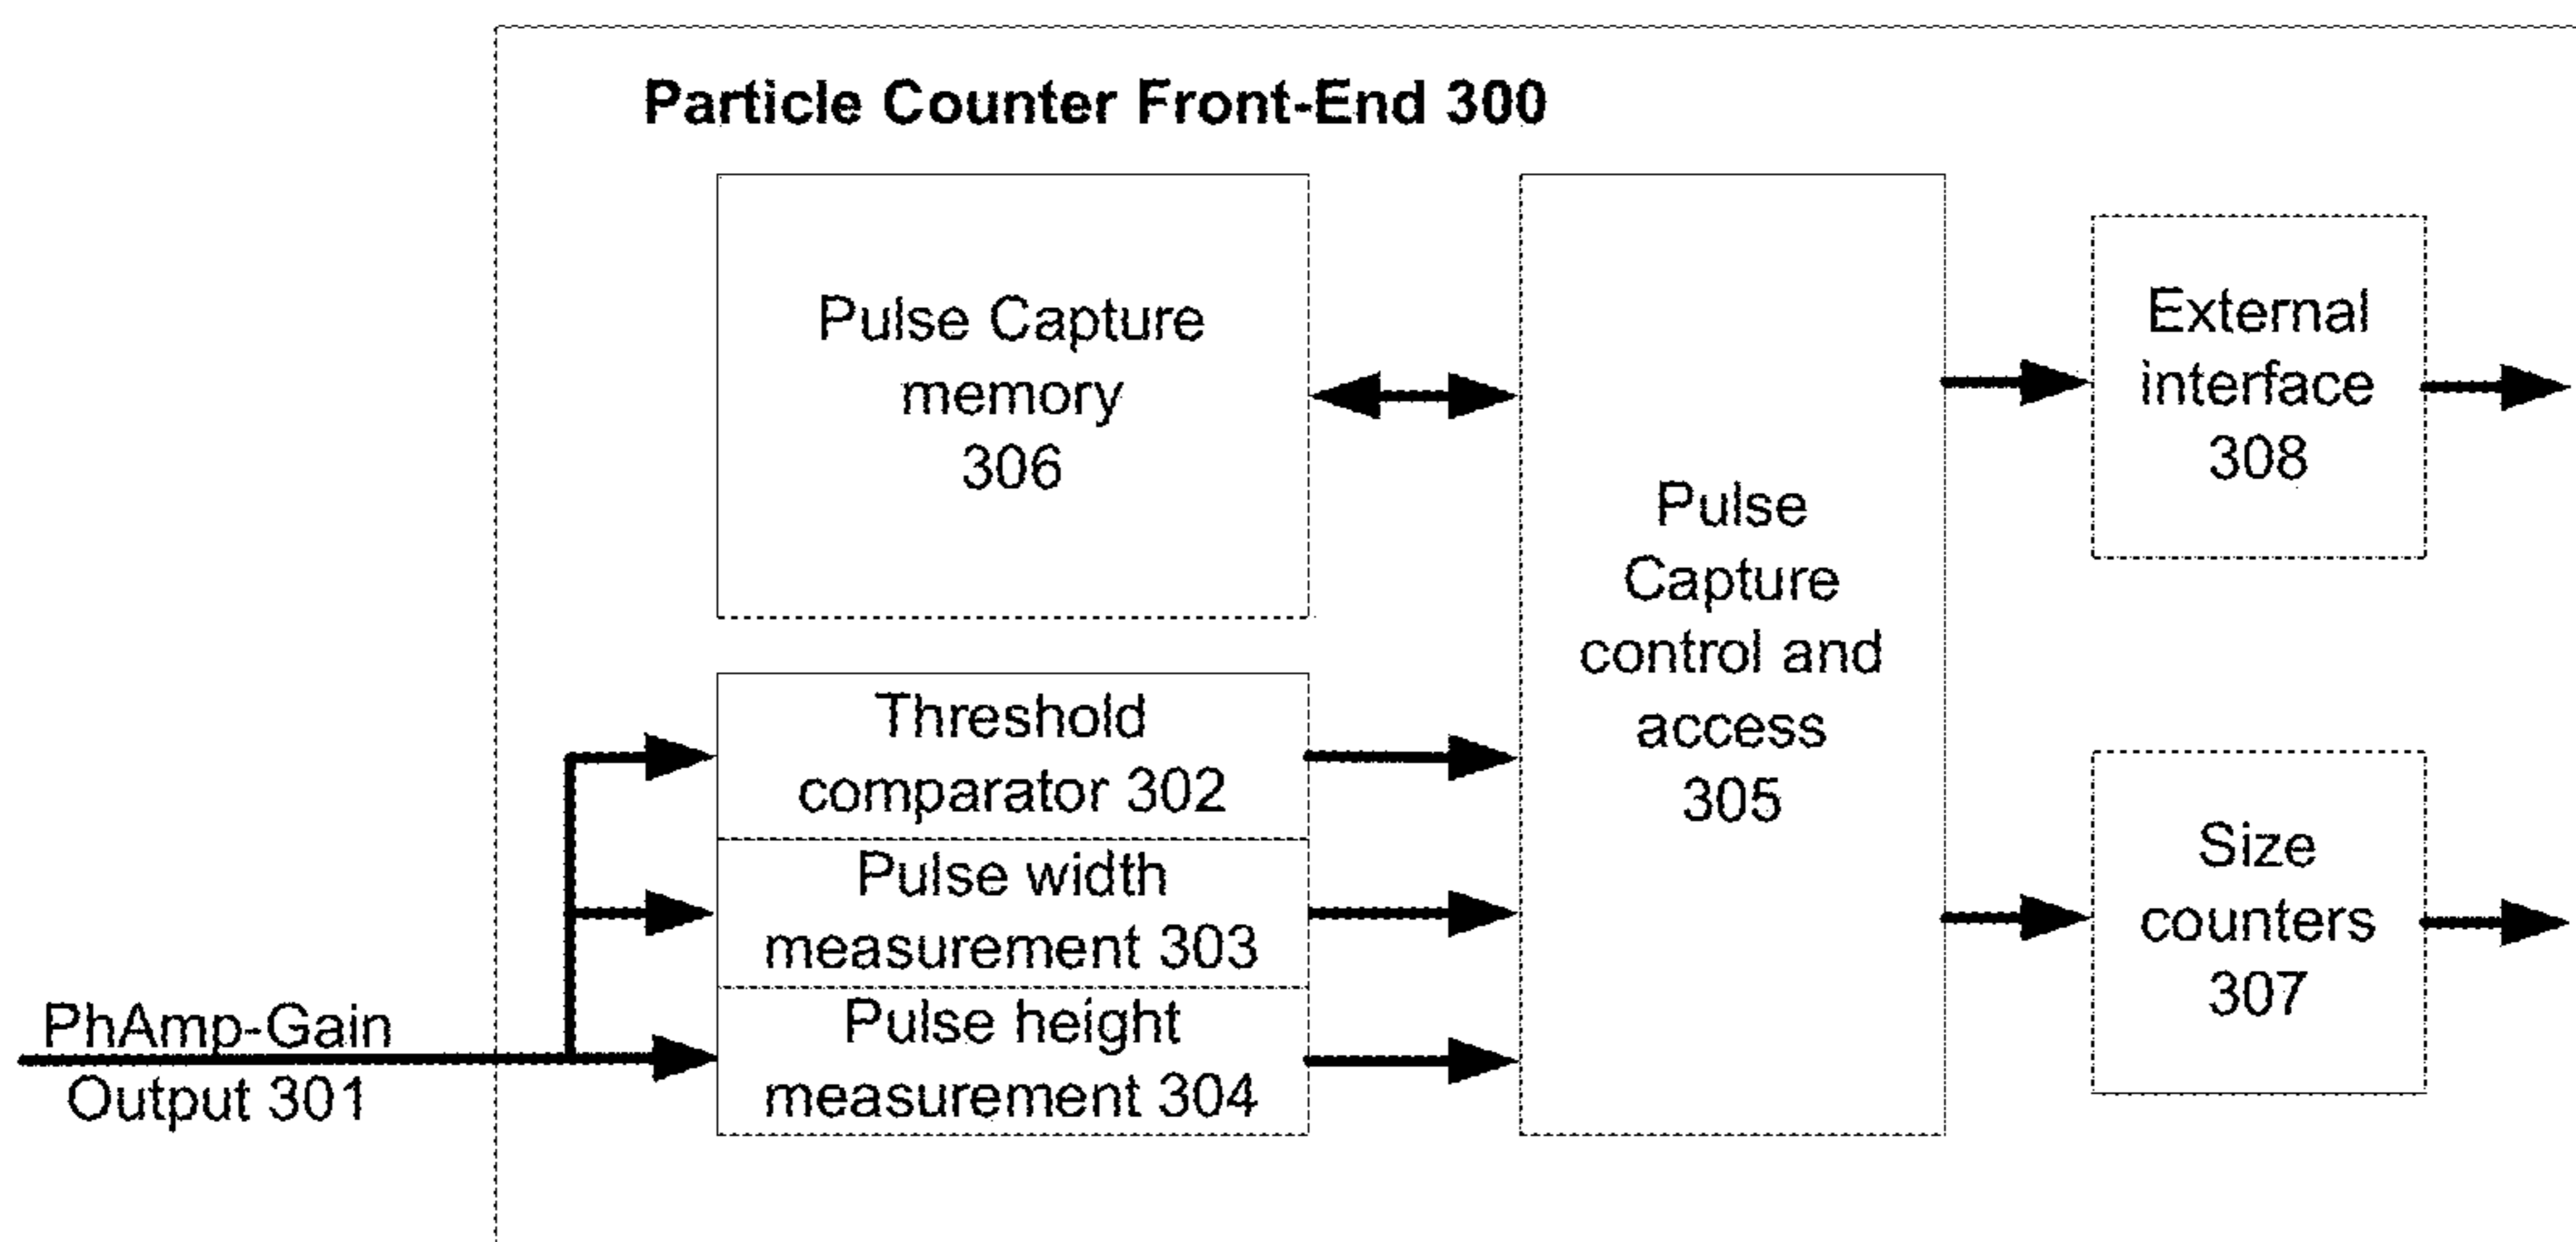 Particle Counter Front-End 300
Pulse Capture
memory
306
Threshold
comparator 302
Pulse width
measurement 303
Pulse height
measurement 304
PhAmp-Gain
Output 301
Pulse
Capture
control and
access
305
External
interface
308
Size
counters
307